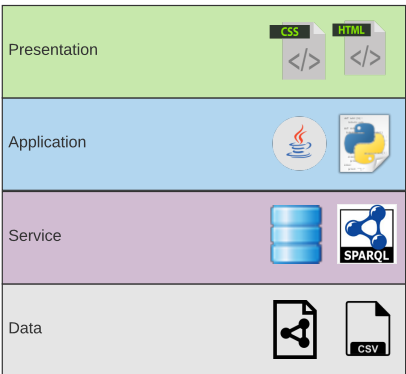 Presentation
CSS
HTML
</>
</>
Application
Service
SPARQL
Data
CSV